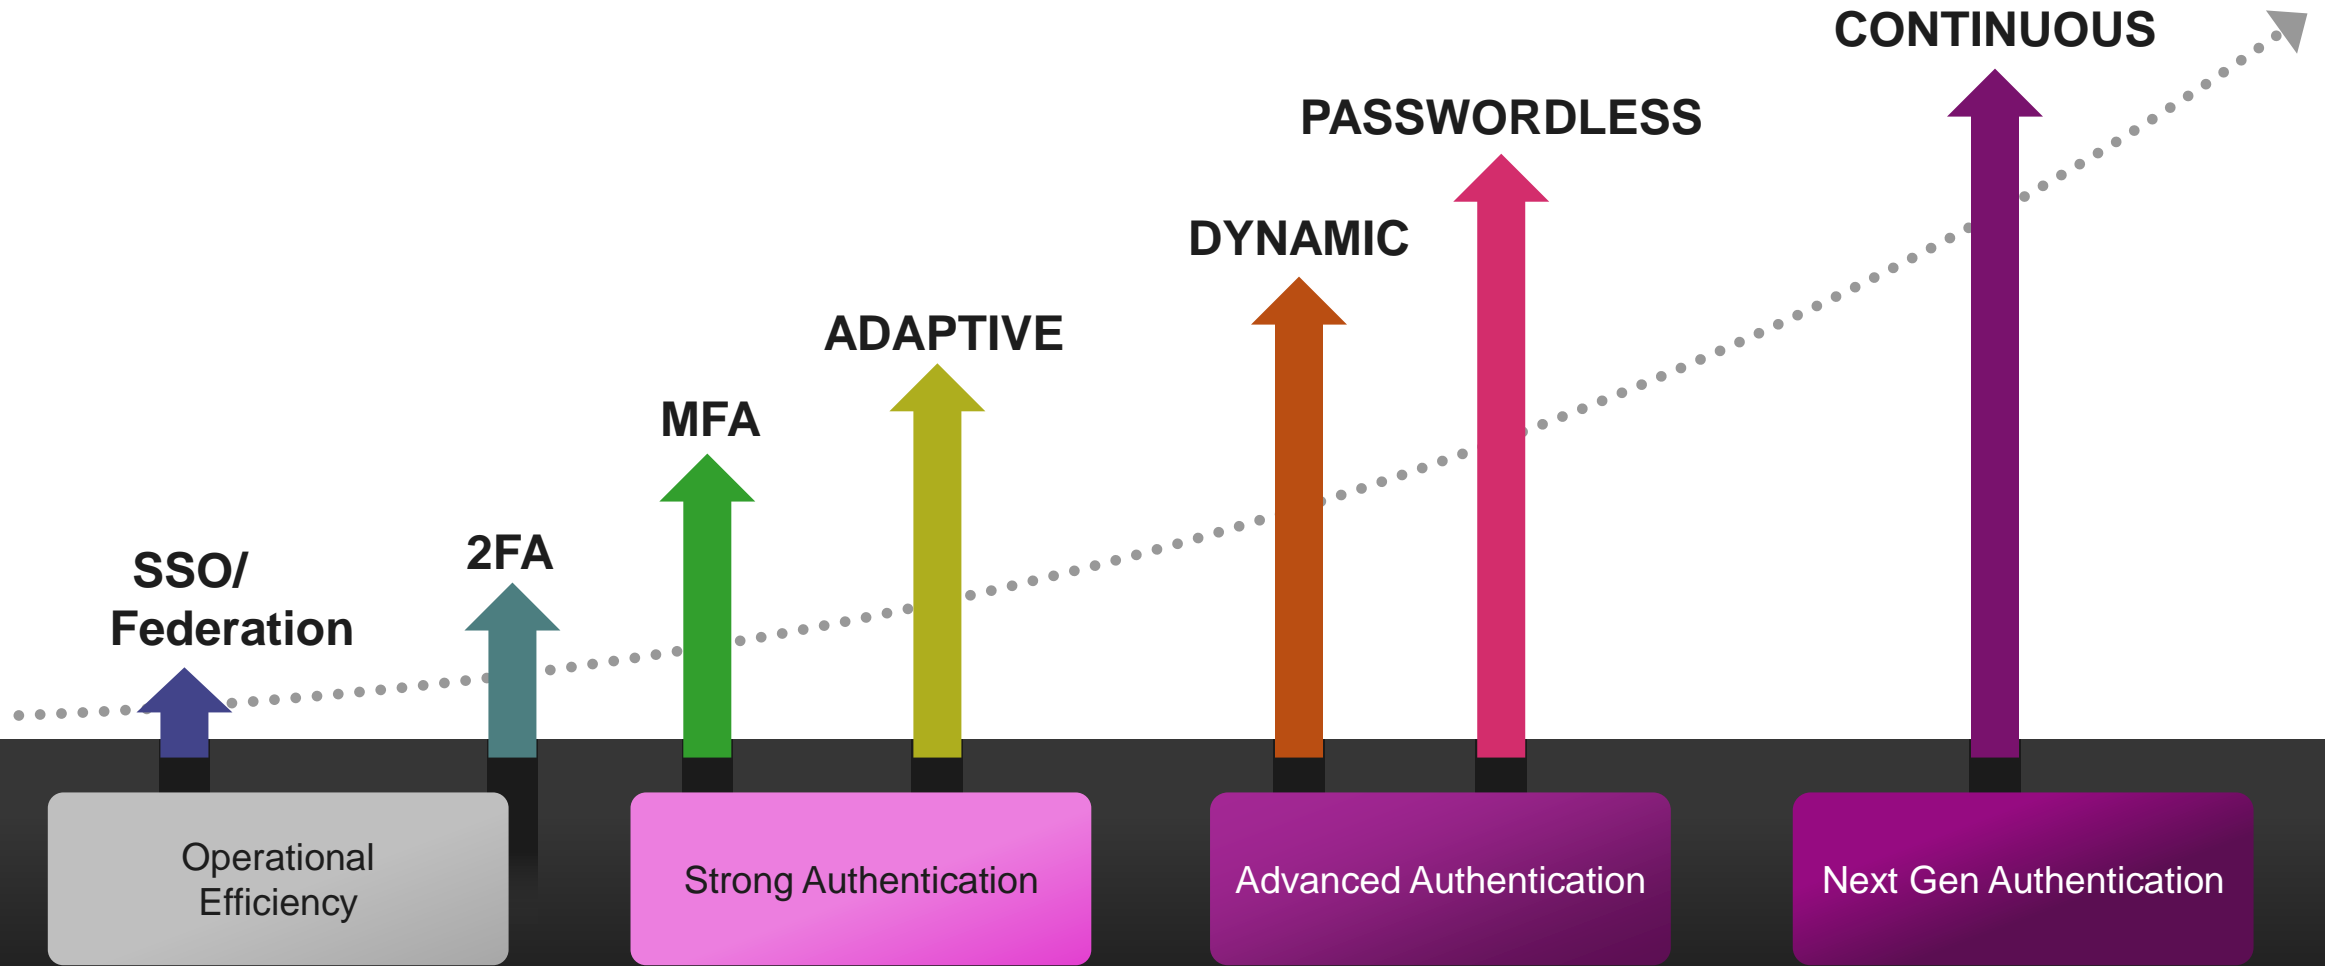 CONTINUOUS
PASSWORDLESS
DYNAMIC
ADAPTIVE
MFA
2FA
SSO/
Federation
Operational
Efficiency
Strong Authentication
Advanced Authentication
Next Gen Authentication